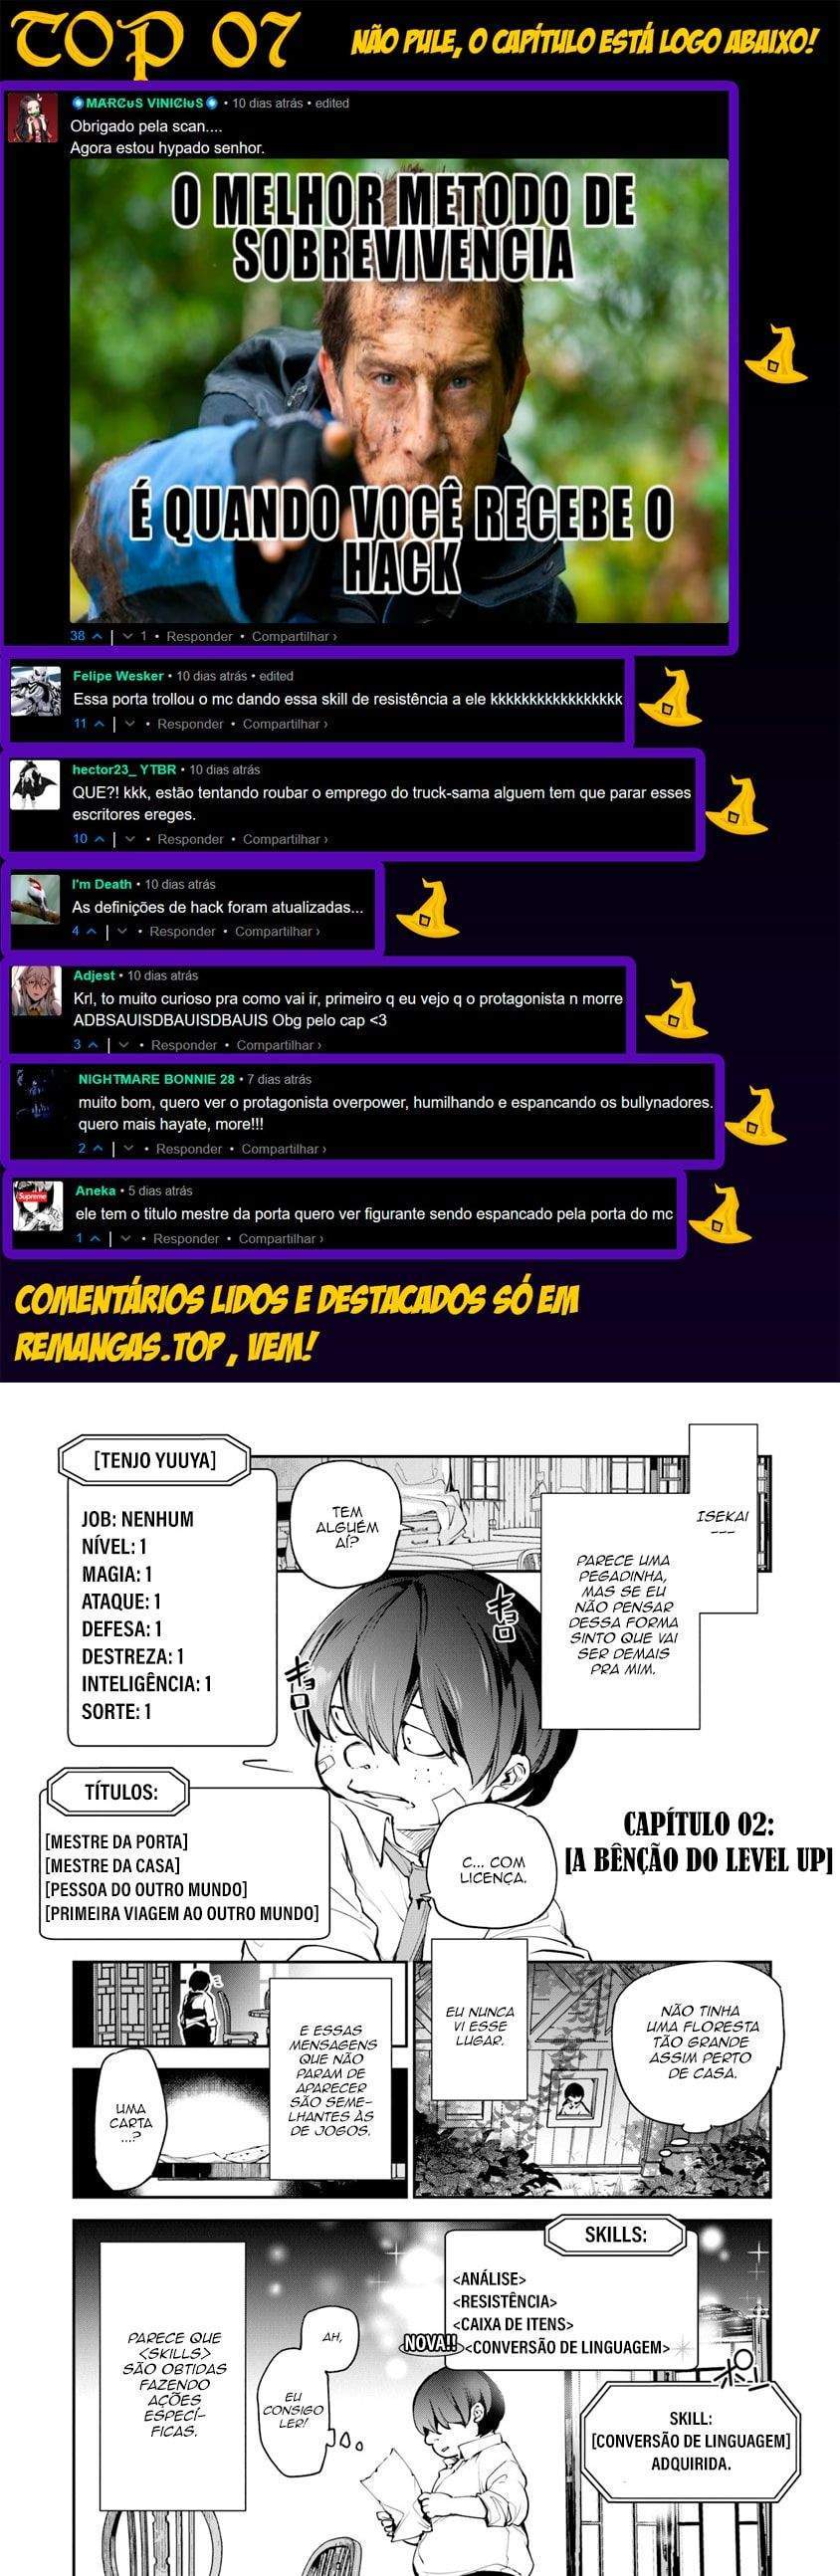 TOP 07
NÃO PULE, O CAPÍTULO ESTÁ LOGO ABAIXO!
MARCuS VINICIuS • 10 dias atrás • edited
Obrigado pela scan....
Agora estou hypado senhor.
O MELHOR METODO DE
SOBREVIVENCIA
É QUANDO VOCÊ RECEBE O
HACK
38 | 1 • Responder • Compartilhar ›
Felipe Wesker • 10 dias atrás • edited
Essa porta trollou o mc dando essa skill de resistência a ele kkkkkkkkkkkkkkkkk
11 | • Responder • Compartilhar ›
hector23_ YTBR • 10 dias atrás
QUE?! kkk, estão tentando roubar o emprego do truck-sama alguem tem que parar esses
escritores ereges.
10 | • Responder • Compartilhar ›
I'm Death • 10 dias atrás
As definições de hack foram atualizadas...
4 | • Responder • Compartilhar ›
Adjest • 10 dias atrás
Krl, to muito curioso pra como vai ir, primeiro q eu vejo q o protagonista n morre
ADBSAUISDBAUISDBAUIS Obg pelo cap <3
3 | • Responder • Compartilhar ›
NIGHTMARE BONNIE 28 • 7 dias atrás
muito bom, quero ver o protagonista overpower, humilhando e espancando os bullynadores.
quero mais hayate, more!!!
2 | • Responder • Compartilhar ›
Supreme
Aneka • 5 dias atrás
ele tem o titulo mestre da porta quero ver figurante sendo espancado pela porta do mc
1 | • Responder • Compartilhar ›
COMENTÁRIOS LIDOS E DESTACADOS SÓ EM
REMANGAS.TOP , VEM!
[TENJO YUUYA]
JOB: NENHUM
NÍVEL: 1
MAGIA: 1
ATAQUE: 1
DEFESA: 1
DESTREZA: 1
INTELIGÊNCIA: 1
SORTE: 1
TEM
ALGUÉM
AÍ?
ISEKAI
---
PARECE UMA
PEGADINHA,
MAS SE EU
NÃO PENSAR
DESSA FORMA
SINTO QUE VAI
SER DEMAIS
PRA MIM.
キョロ
キョロ
TÍTULOS:
[MESTRE DA PORTA]
[MESTRE DA CASA]
[PESSOA DO OUTRO MUNDO]
[PRIMEIRA VIAGEM AO OUTRO MUNDO]
C... COM
LICENÇA.
CAPÍTULO 02:
[A BÊNÇÃO DO LEVEL UP]
EU NUNCA
VI ESSE
LUGAR.
NÃO TINHA
UMA FLORESTA
TÃO GRANDE
ASSIM PERTO
DE CASA.
E ESSAS
MENSAGENS
QUE NÃO
PARAM DE
APARECER
SÃO SEME-
LHANTES ÀS
DE JOGOS.
UMA
CARTA
...?
SKILLS:
<ANÁLISE>
<RESISTÊNCIA>
<CAIXA DE ITENS>
NOVA!! <CONVERSÃO DE LINGUAGEM>
PARECE QUE
<SKILLS>
SÃO OBTIDAS
FAZENDO
AÇÕES
ESPECÍ-
FICAS.
AH,
EU
CONSIGO
LER!
SKILL:
[CONVERSÃO DE LINGUAGEM]
ADQUIRIDA.